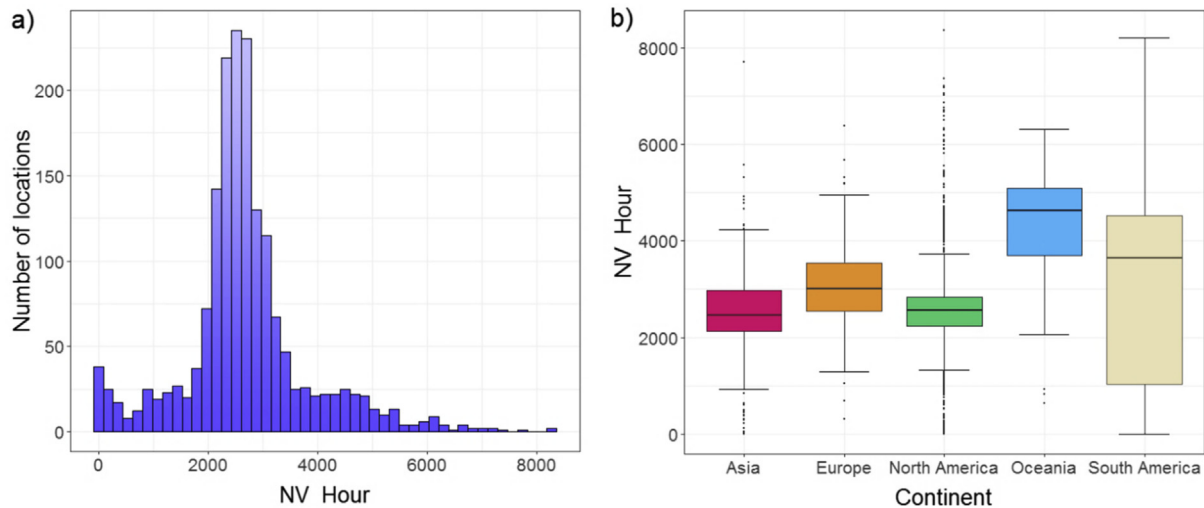 a)
Number of locations
200
150
100
50
0
0 2000 4000 6000 8000
NV Hour
b)
NV Hour
8000
6000
4000
2000
0
Asia Europe North America Oceania South America
Continent